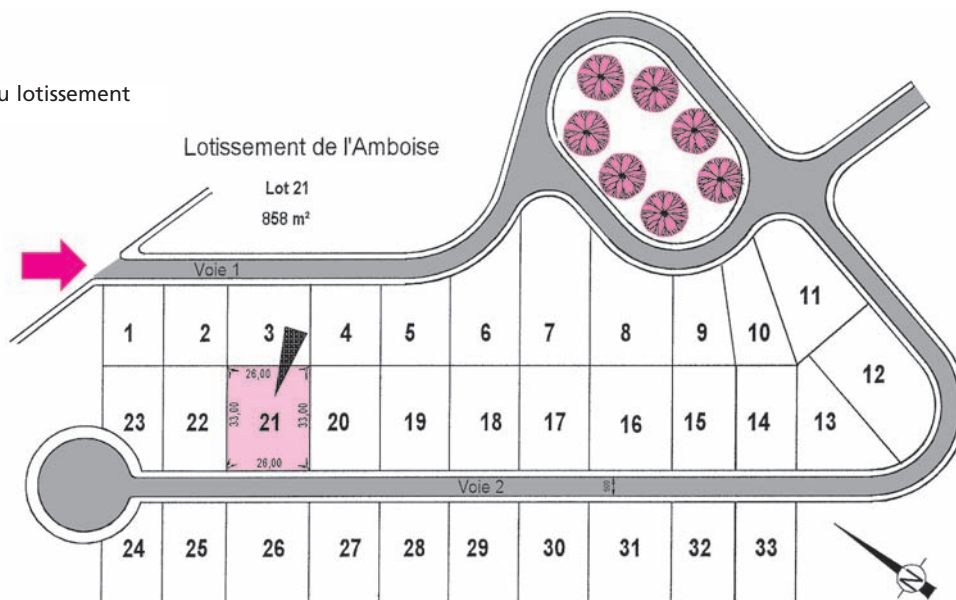 u lotissement
Lotissement de l'Amboise
Lot 21
858 m²
Voie 1
1 2 3 4 5 6 7 8 9 10 11
12
26,00
23 22 33,00 21 33,00 20 19 18 17 16 15 14 13
26,00
Voie 2
24 25 26 27 28 29 30 31 32 33
N